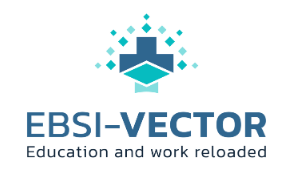 EBSI–VECTOR
Education and work reloaded